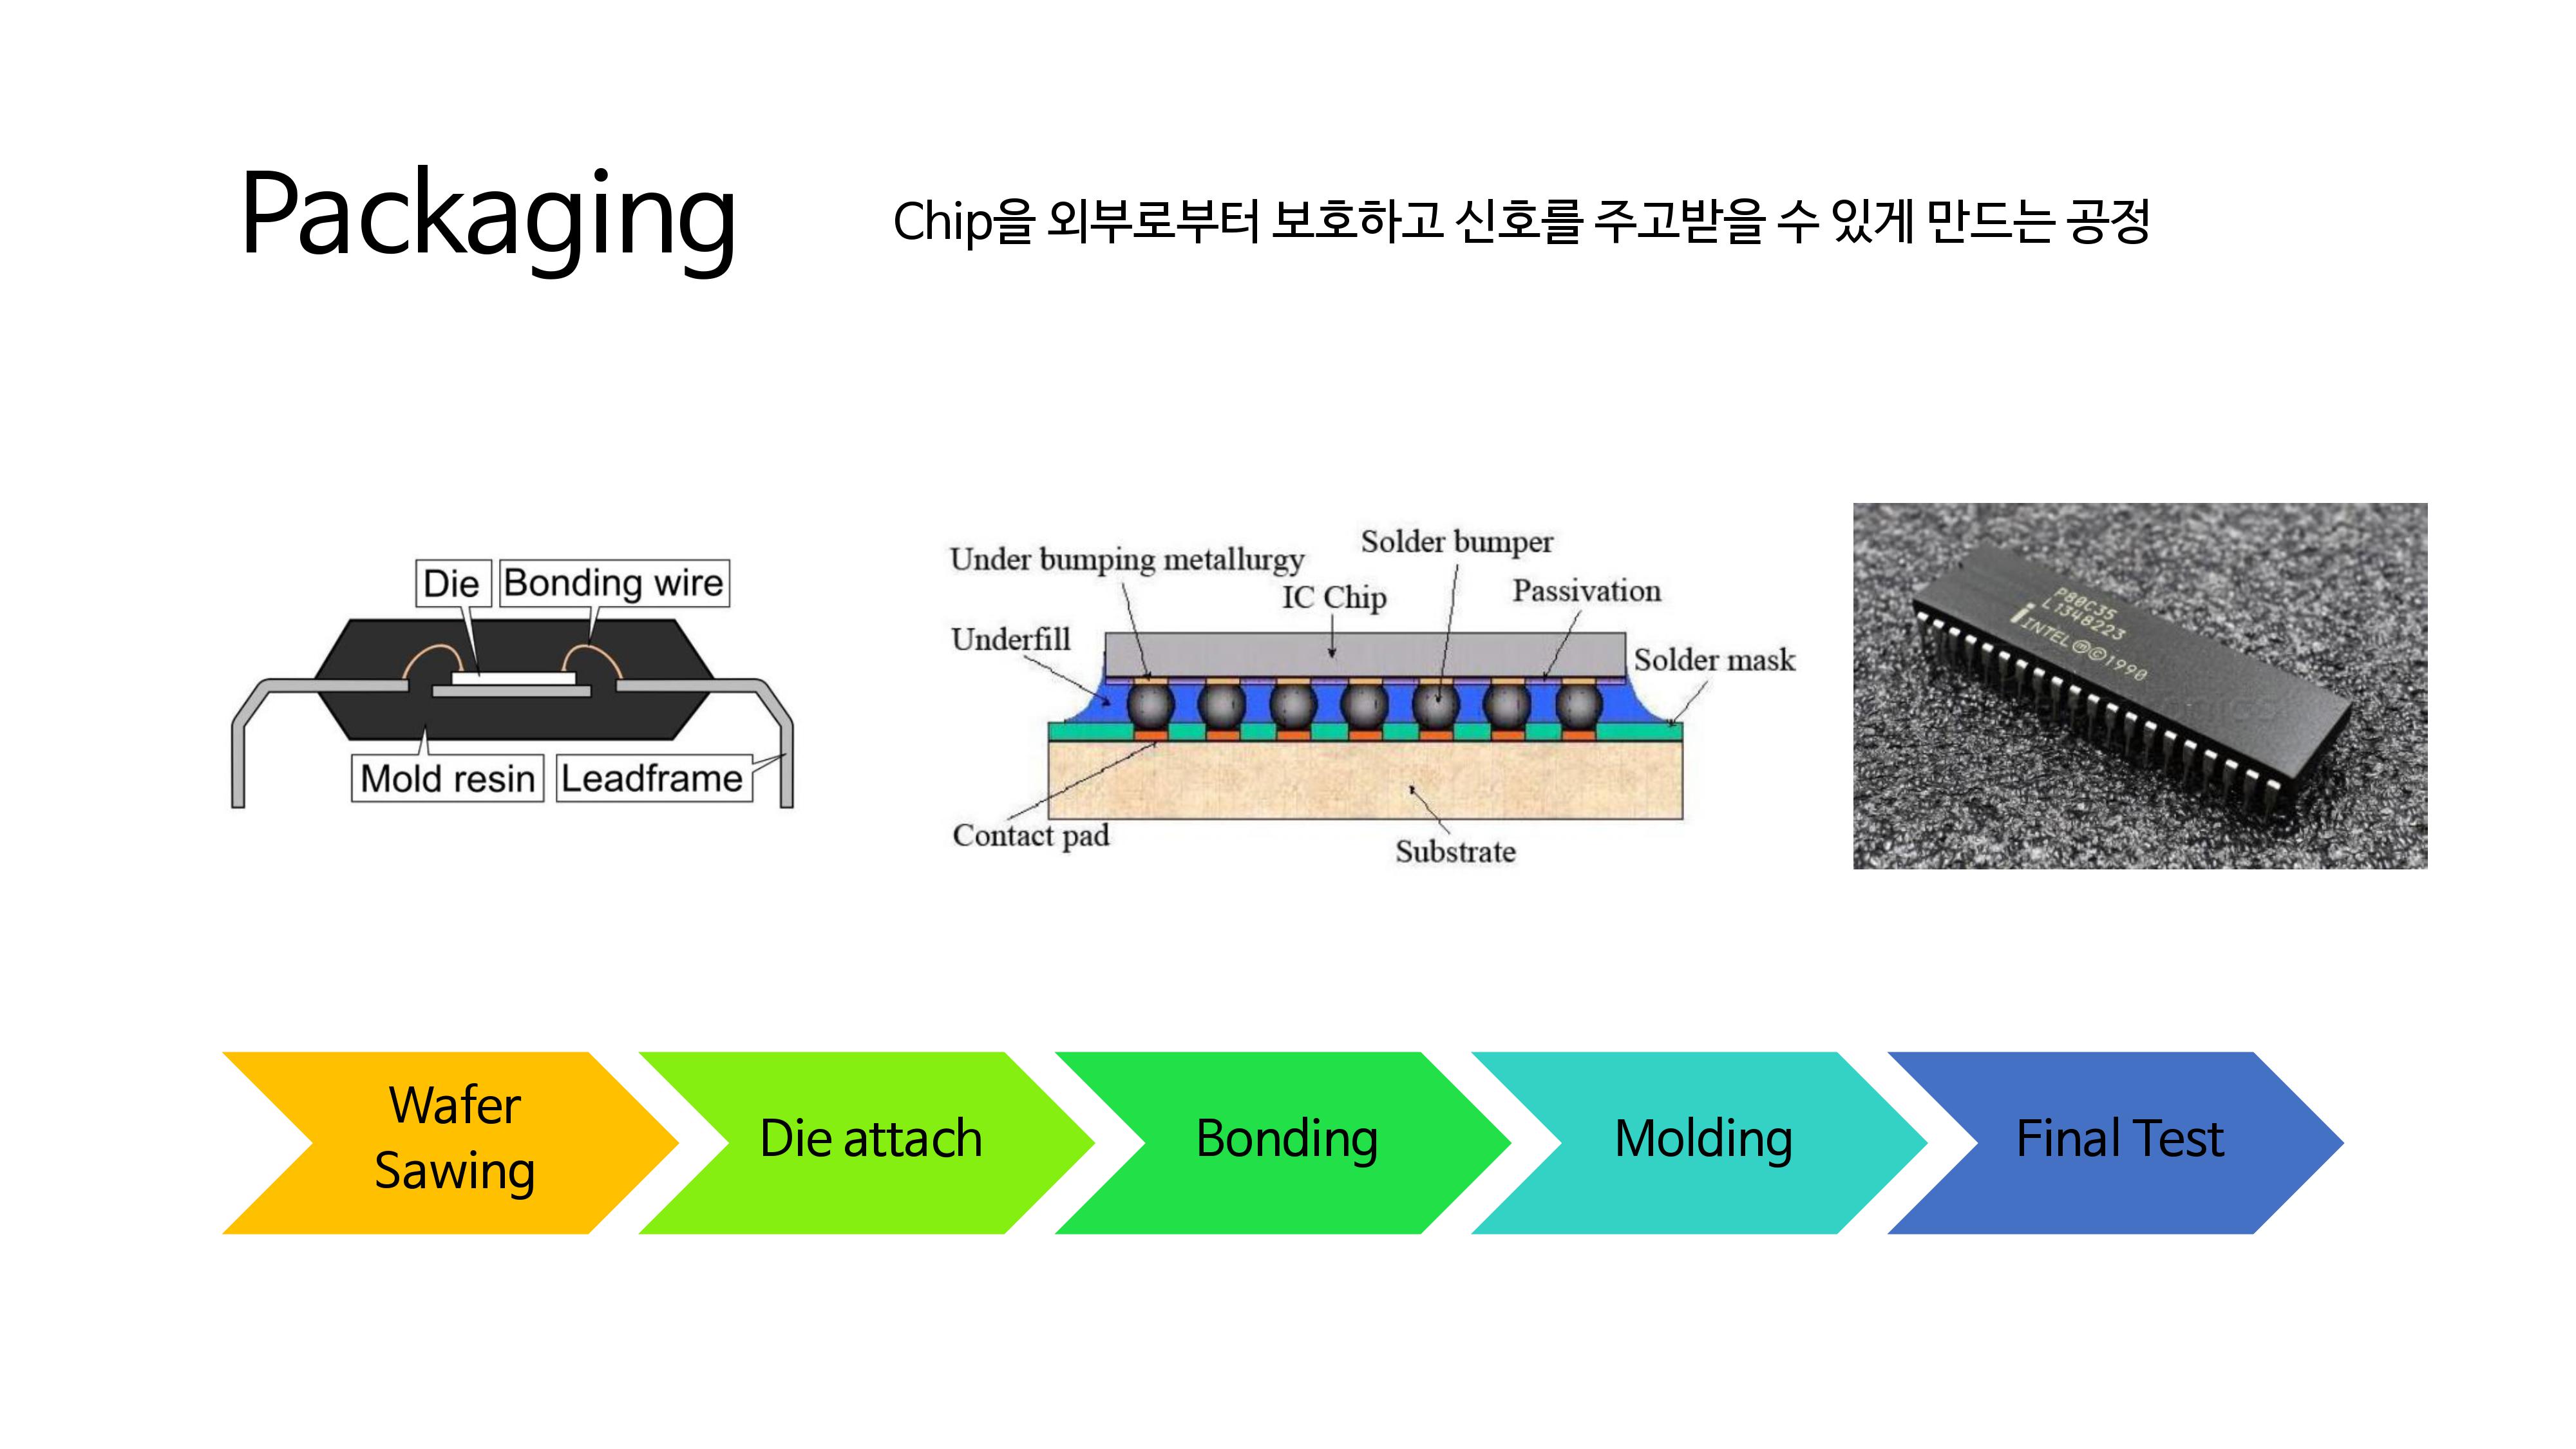 Packaging
Chip을 외부로부터 보호하고 신호를 주고받을 수 있게 만드는 공정
Die
Bonding wire
Mold resin
Leadframe
Under bumping metallurgy
Solder bumper
IC Chip
Passivation
Underfill
Solder mask
Contact pad
Substrate
P80C35
L1348223
iINTELⓂ©1990
Wafer
Sawing
Die attach
Bonding
Molding
Final Test